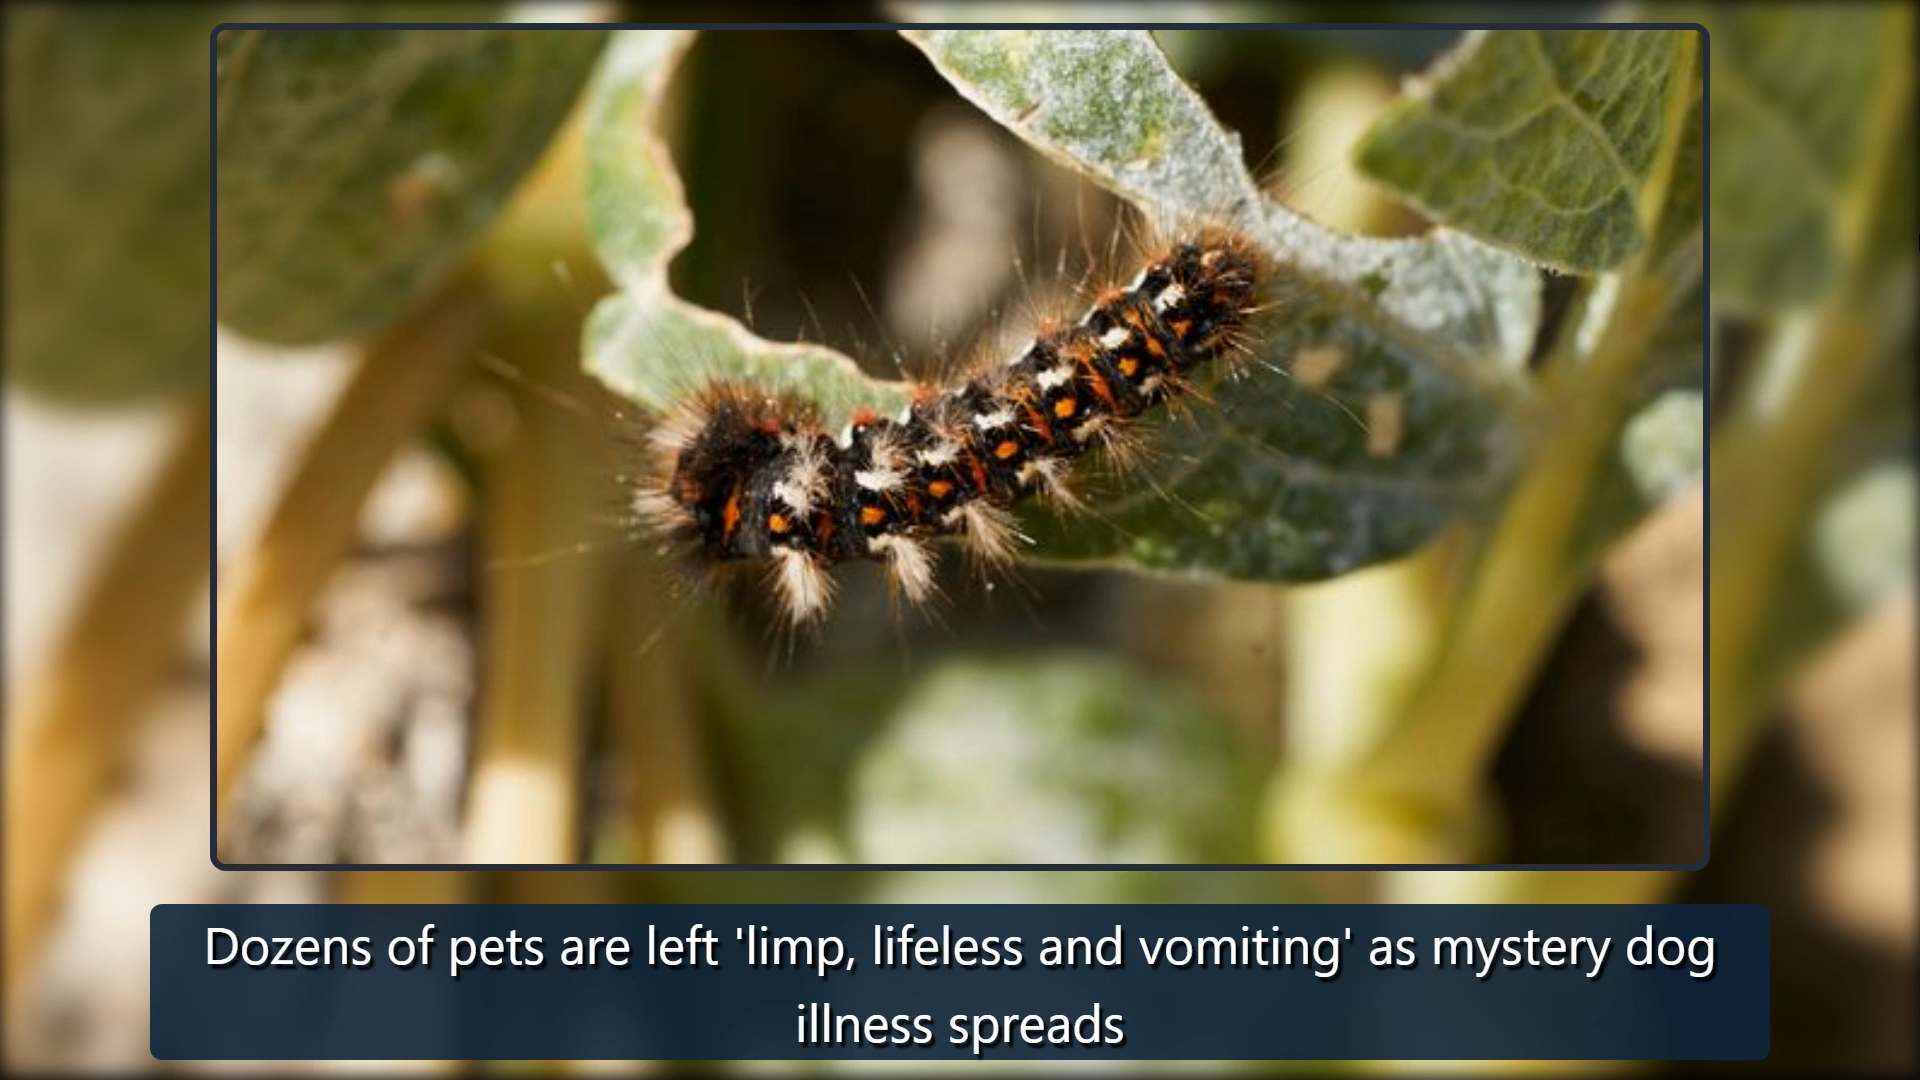 Dozens of pets are left 'limp, lifeless and vomiting' as mystery dog
illness spreads